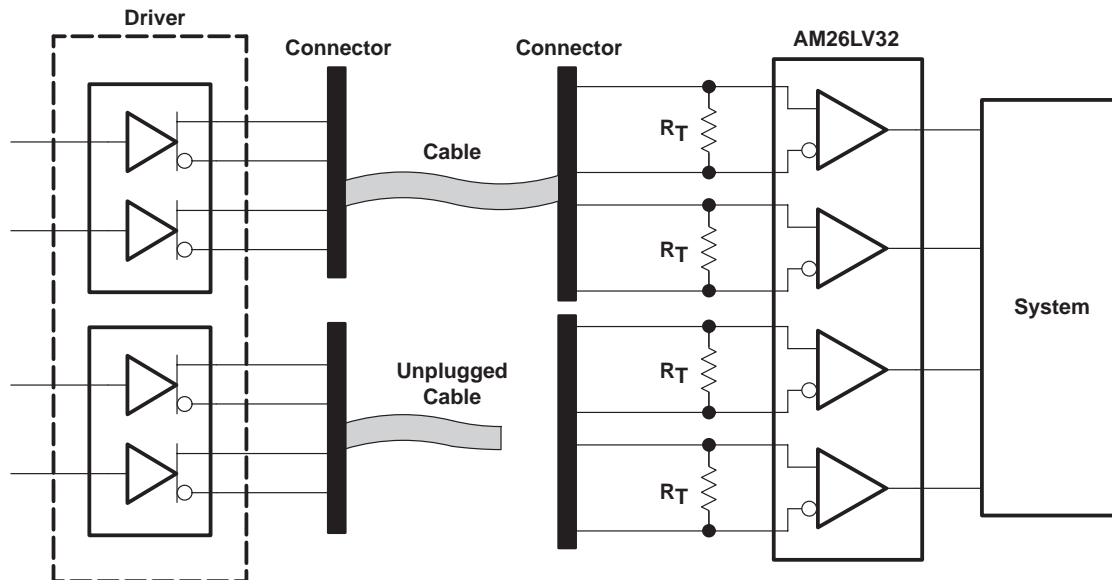 Driver
Connector
Connector
AM26LV32
Cable
RT
RT
System
Unplugged
Cable
RT
RT